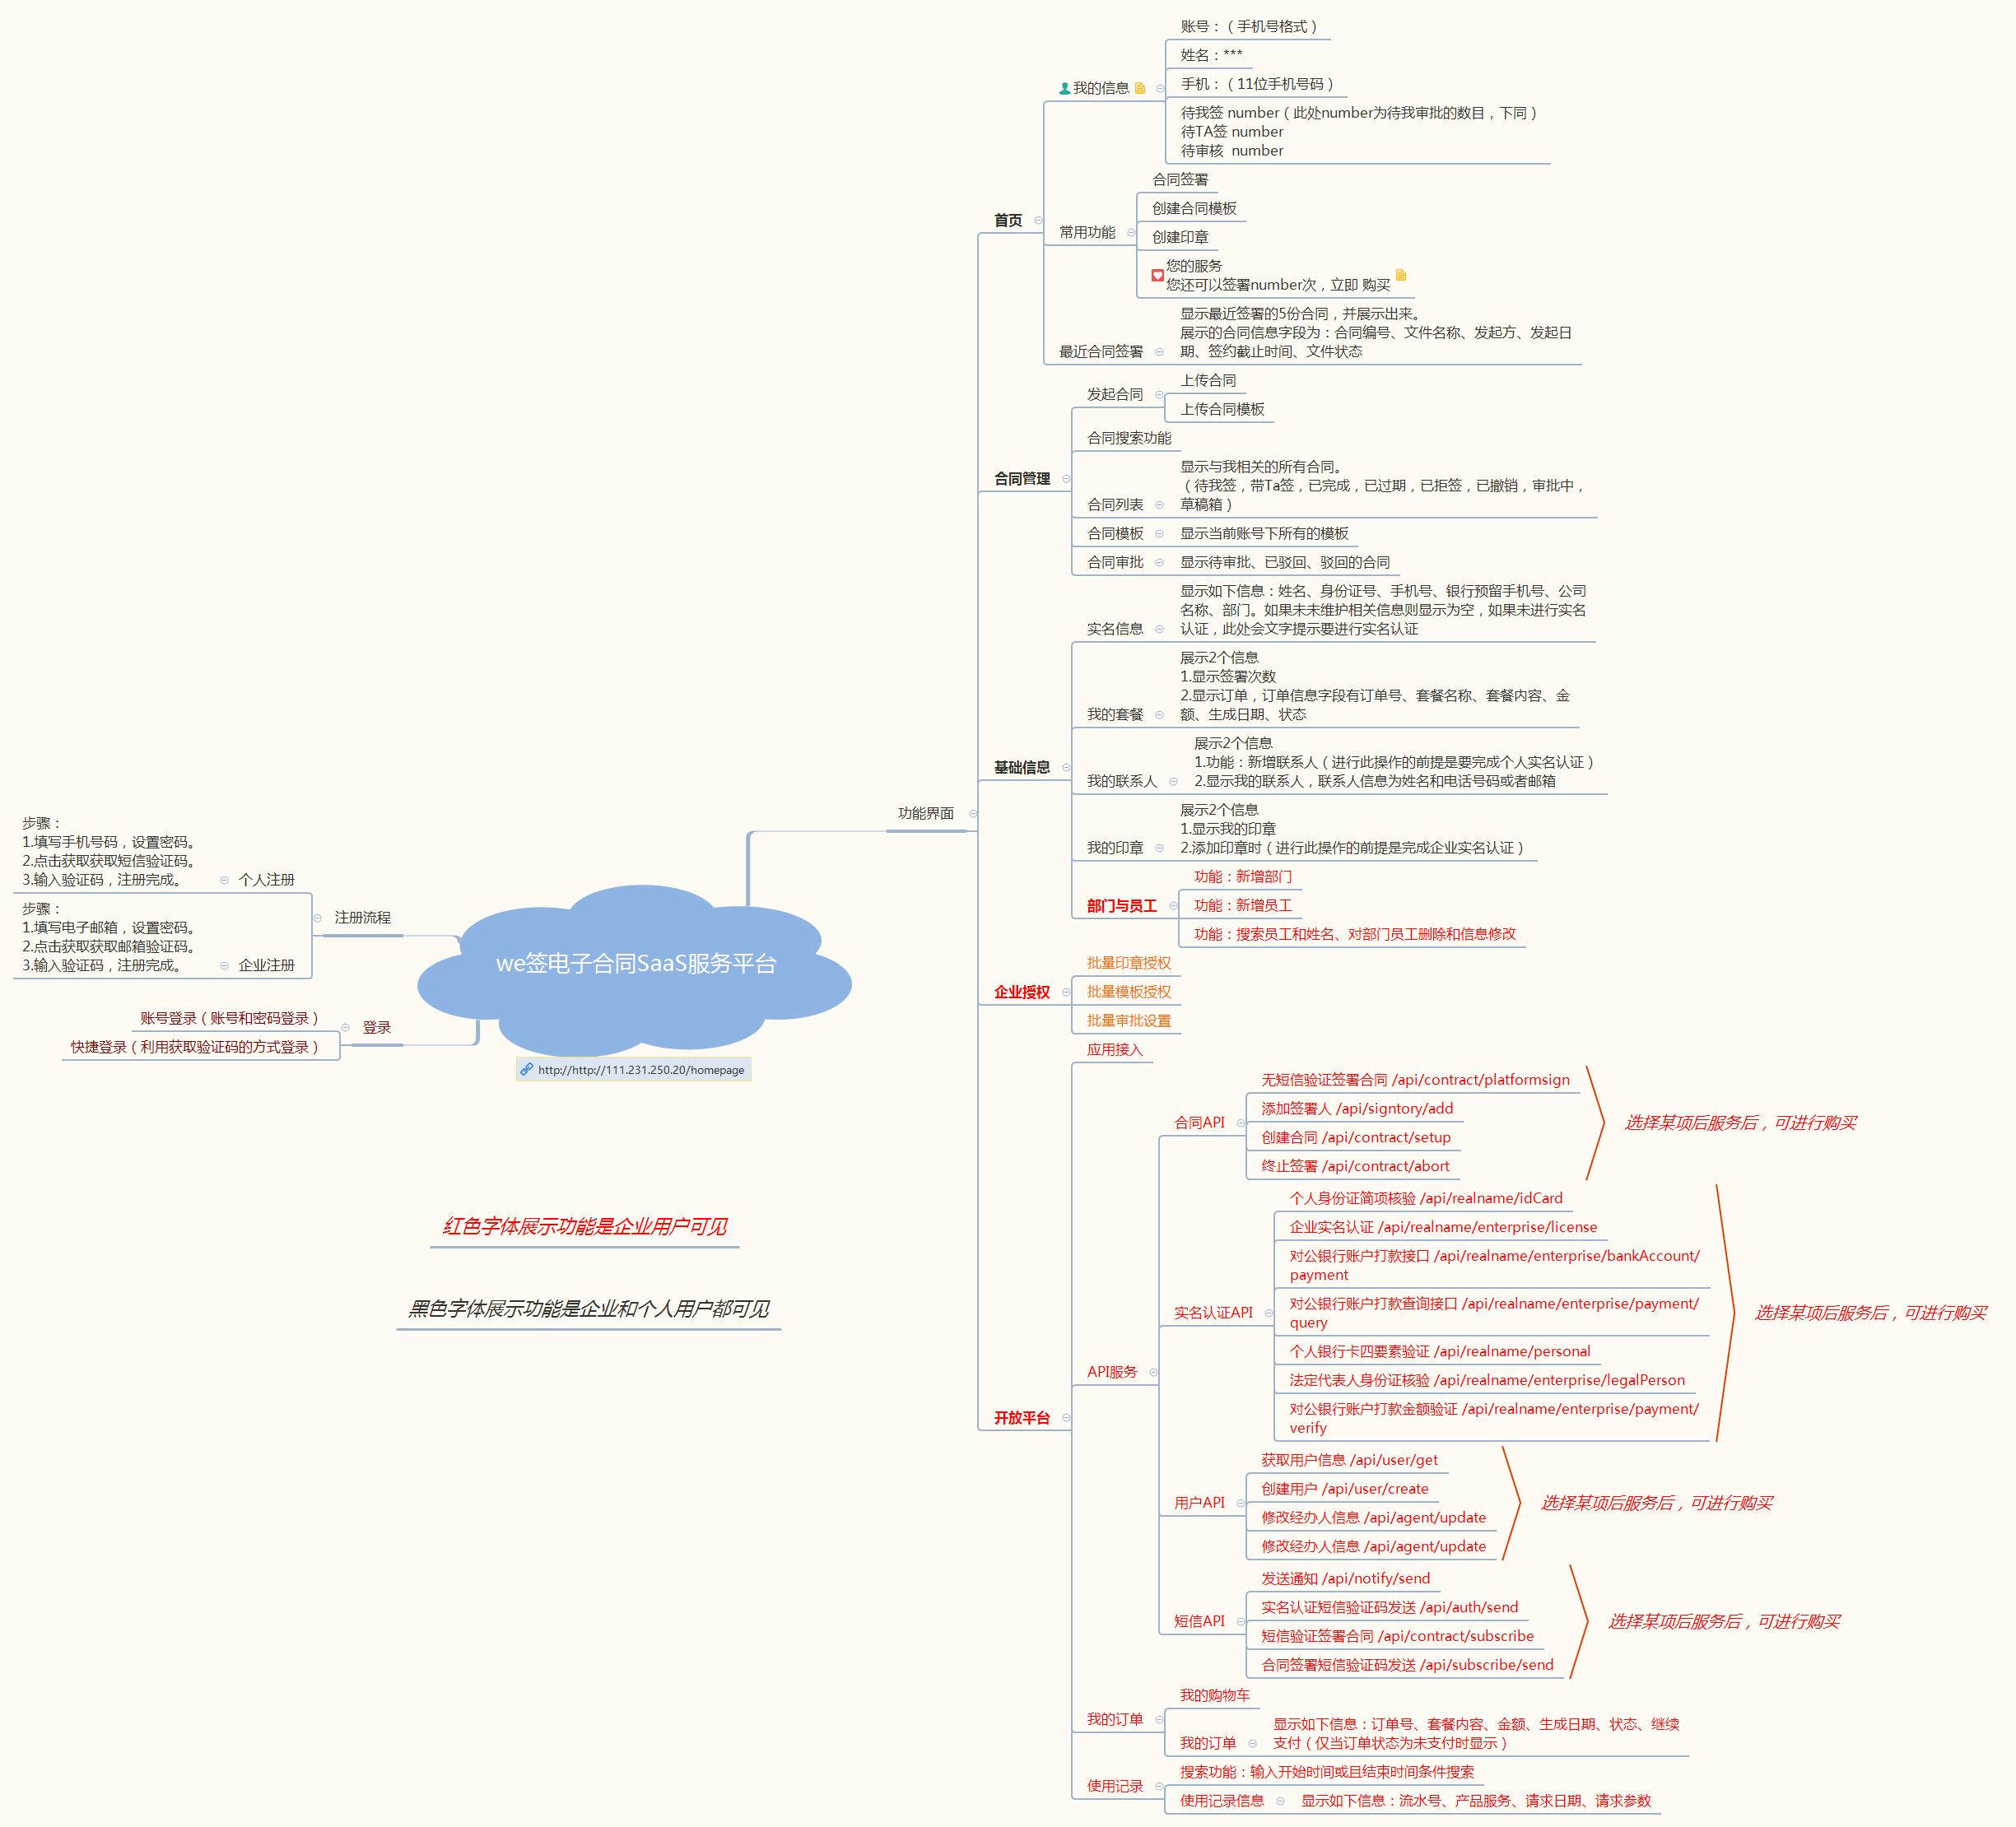 we签电子合同SaaS服务平台
http://http://111.231.250.20/homepage
功能界面
首页
我的信息
账号：（手机号格式）
姓名：***
手机：（11位手机号码）
待我签 number（此处number为待我审批的数目，下同）
待TA签 number
待审核  number
常用功能
合同签署
创建合同模板
创建印章
您的服务
您还可以签署number次，立即 购买
最近合同签署
显示最近签署的5份合同，并展示出来。
展示的合同信息字段为：合同编号、文件名称、发起方、发起日
期、签约截止时间、文件状态
合同管理
发起合同
上传合同
上传合同模板
合同搜索功能
合同列表
显示与我相关的所有合同。
（待我签，带Ta签，已完成，已过期，已拒签，已撤销，审批中，
草稿箱）
合同模板
显示当前账号下所有的模板
合同审批
显示待审批、已驳回、驳回的合同
基础信息
实名信息
显示如下信息：姓名、身份证号、手机号、银行预留手机号、公司
名称、部门。如果未未维护相关信息则显示为空，如果未进行实名
认证，此处会文字提示要进行实名认证
我的套餐
展示2个信息
1.显示签署次数
2.显示订单，订单信息字段有订单号、套餐名称、套餐内容、金
额、生成日期、状态
我的联系人
展示2个信息
1.功能：新增联系人（进行此操作的前提是要完成个人实名认证）
2.显示我的联系人，联系人信息为姓名和电话号码或者邮箱
我的印章
展示2个信息
1.显示我的印章
2.添加印章时（进行此操作的前提是完成企业实名认证）
部门与员工
功能：新增部门
功能：新增员工
功能：搜索员工和姓名、对部门员工删除和信息修改
企业授权
批量印章授权
批量模板授权
批量审批设置
开放平台
应用接入
API服务
合同API
无短信验证签署合同 /api/contract/platformsign
添加签署人 /api/signtory/add
创建合同 /api/contract/setup
终止签署 /api/contract/abort
选择某项后服务后，可进行购买
实名认证API
个人身份证简项核验 /api/realname/idCard
企业实名认证 /api/realname/enterprise/license
对公银行账户打款接口 /api/realname/enterprise/bankAccount/
payment
对公银行账户打款查询接口 /api/realname/enterprise/payment/
query
个人银行卡四要素验证 /api/realname/personal
法定代表人身份证核验 /api/realname/enterprise/legalPerson
对公银行账户打款金额验证 /api/realname/enterprise/payment/
verify
选择某项后服务后，可进行购买
用户API
获取用户信息 /api/user/get
创建用户 /api/user/create
修改经办人信息 /api/agent/update
修改经办人信息 /api/agent/update
选择某项后服务后，可进行购买
短信API
发送通知 /api/notify/send
实名认证短信验证码发送 /api/auth/send
短信验证签署合同 /api/contract/subscribe
合同签署短信验证码发送 /api/subscribe/send
选择某项后服务后，可进行购买
我的订单
我的购物车
我的订单
显示如下信息：订单号、套餐内容、金额、生成日期、状态、继续
支付（仅当订单状态为未支付时显示）
使用记录
搜索功能：输入开始时间或且结束时间条件搜索
使用记录信息
显示如下信息：流水号、产品服务、请求日期、请求参数
注册流程
个人注册
步骤：
1.填写手机号码，设置密码。
2.点击获取获取短信验证码。
3.输入验证码，注册完成。
企业注册
步骤：
1.填写电子邮箱，设置密码。
2.点击获取获取邮箱验证码。
3.输入验证码，注册完成。
登录
账号登录（账号和密码登录）
快捷登录（利用获取验证码的方式登录）
红色字体展示功能是企业用户可见
黑色字体展示功能是企业和个人用户都可见